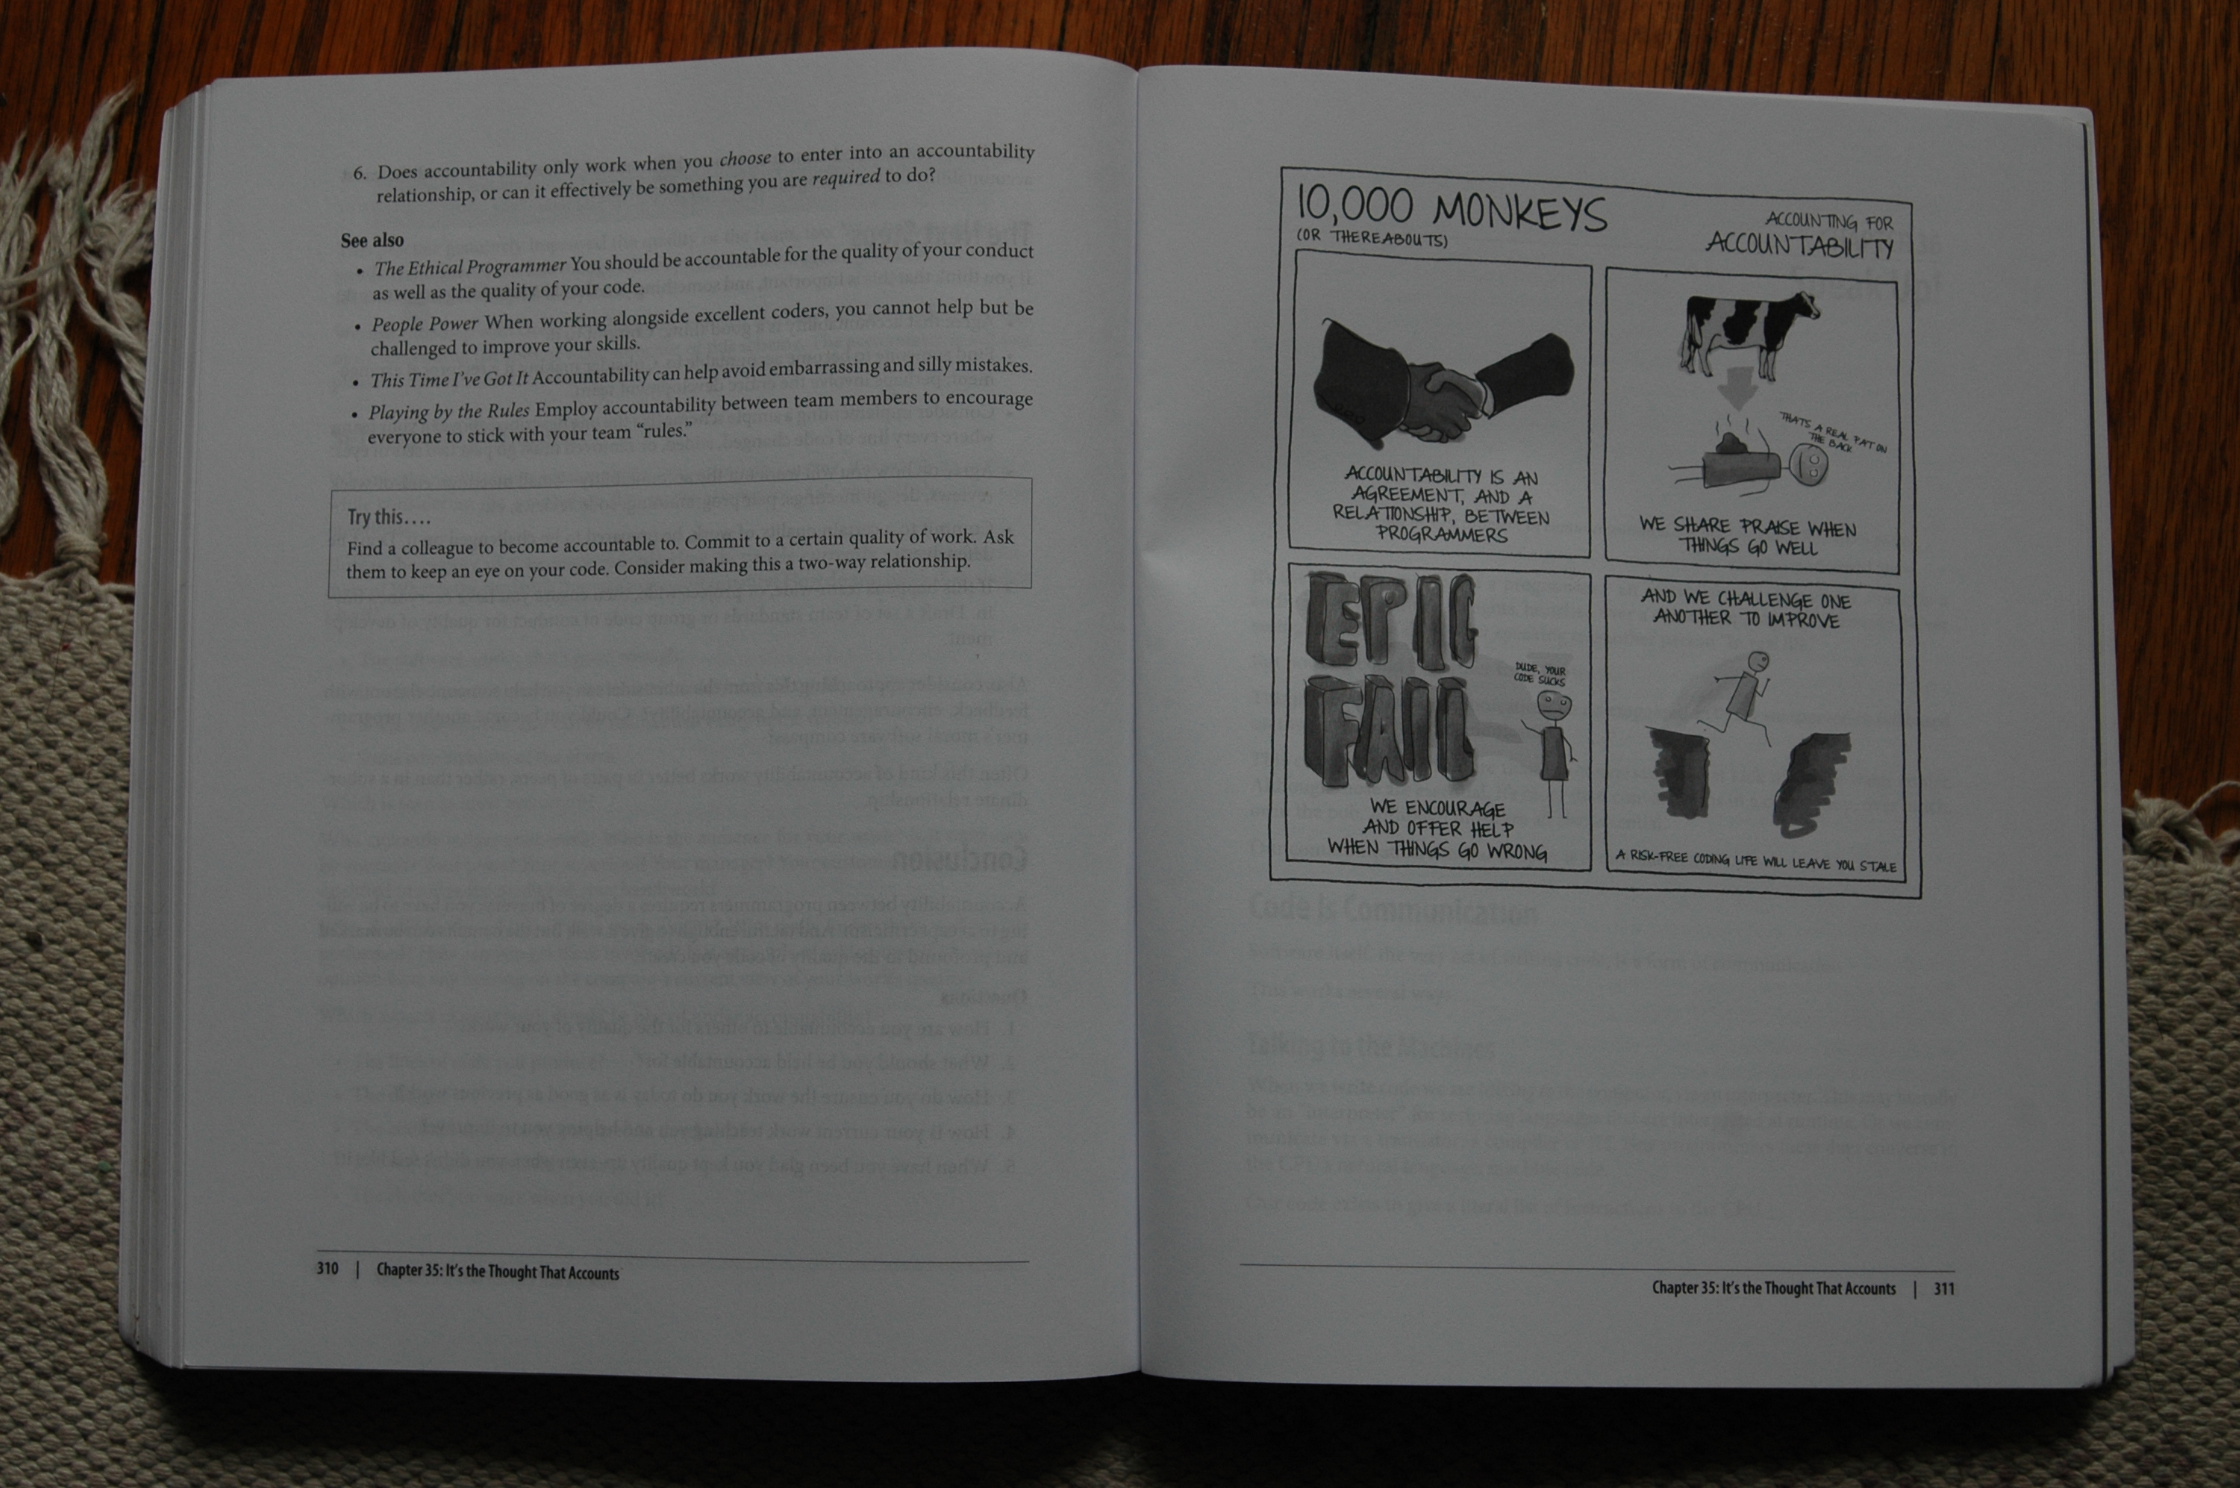 6. Does accountability only work when you choose to enter into an accountability
relationship, or can it effectively be something you are required to do?
See also
• The Ethical Programmer You should be accountable for the quality of your conduct
as well as the quality of your code.
• People Power When working alongside excellent coders, you cannot help but be
challenged to improve your skills.
• This Time I've Got It Accountability can help avoid embarrassing and silly mistakes.
• Playing by the Rules Employ accountability between team members to encourage
everyone to stick with your team “rules.”
Try this....
Find a colleague to become accountable to. Commit to a certain quality of work. Ask
them to keep an eye on your code. Consider making this a two-way relationship.
310 | Chapter 35: It's the Thought That Accounts
10,000 MONKEYS
(OR THEREABOUTS)
ACCOUNTING FOR
ACCOUNTABILITY
ACCOUNTABILITY IS AN
AGREEMENT, AND A
RELATIONSHIP, BETWEEN
PROGRAMMERS
THATS A REAL PAT ON
THE BACK
WE SHARE PRAISE WHEN
THINGS GO WELL
EPIC
FAIL
DUDE, YOUR
CODE SUCKS
WE ENCOURAGE
AND OFFER HELP
WHEN THINGS GO WRONG
AND WE CHALLENGE ONE
ANOTHER TO IMPROVE
A RISK-FREE CODING LIFE WILL LEAVE YOU STALE
Chapter 35: It's the Thought That Accounts | 311